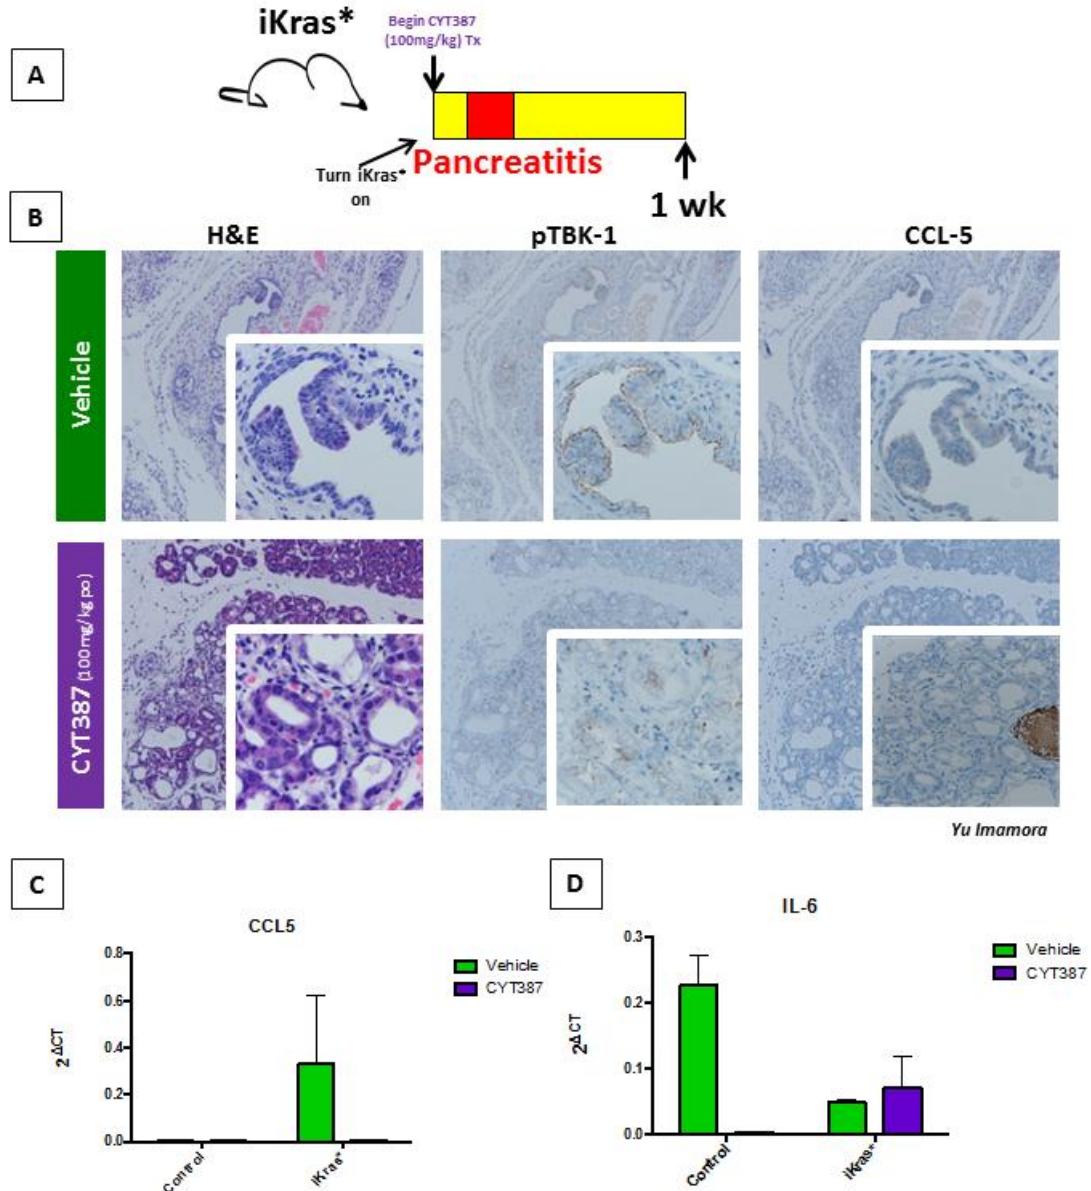 A
iKras*
Begin CYT387
(100mg/kg) Tx
Turn iKras*
on
Pancreatitis
1 wk
B
H&E
pTBK-1
CCL-5
Vehicle
CYT387 (100mg/kg po)
Yu Imamora
C
CCL5
0.8
0.6
0.4
0.2
0.0
2ΔCT
Control
iKras*
Vehicle
CYT387
D
IL-6
0.3
0.2
0.1
0.0
2ΔCT
Control
iKras*
Vehicle
CYT387